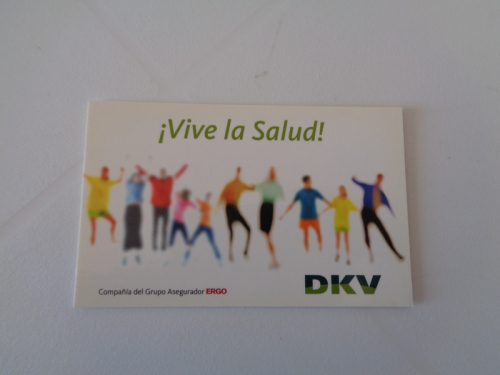 ¡Vive la Salud!
Compañía del Grupo Asegurador ERGO
DKV